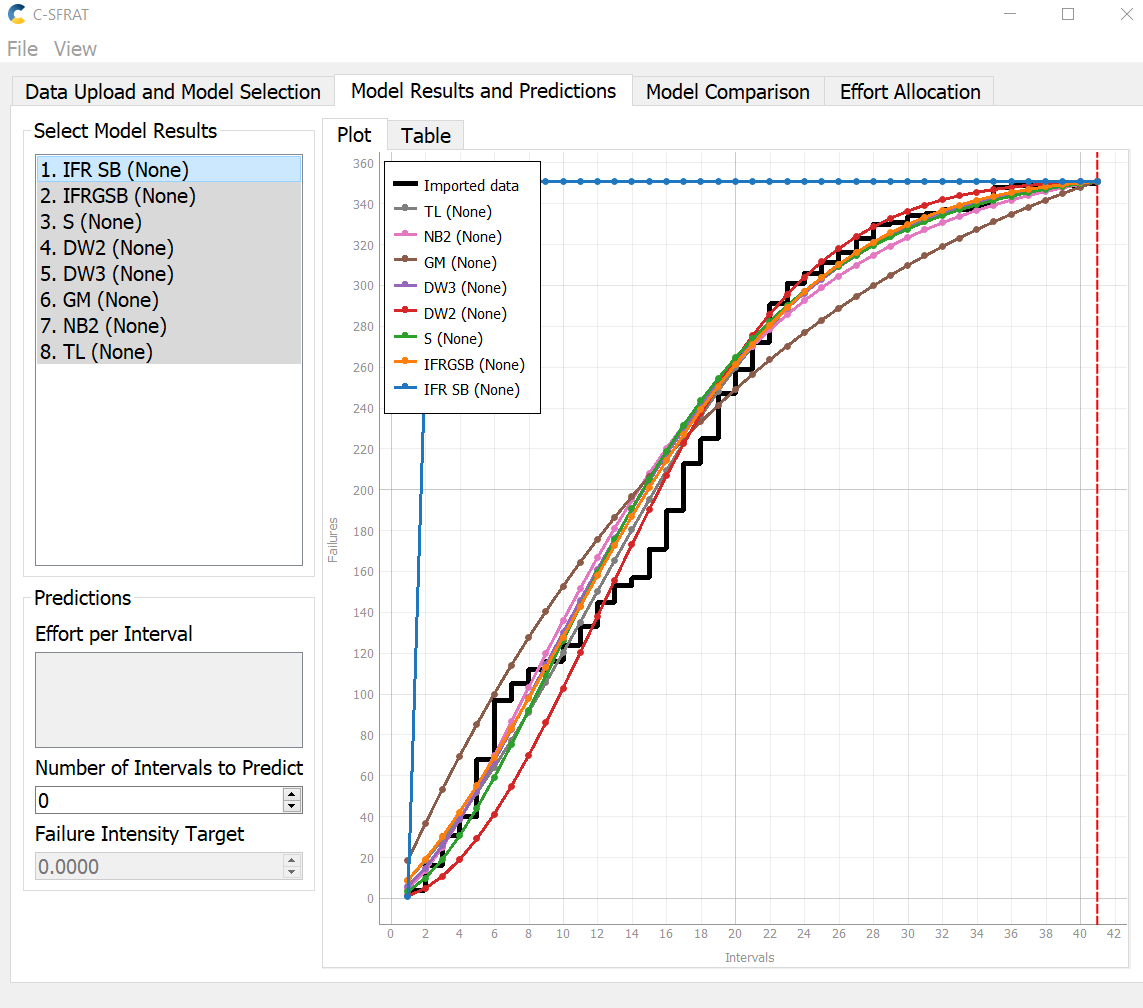 C-SFRAT
File View
Data Upload and Model Selection Model Results and Predictions Model Comparison Effort Allocation
Select Model Results
1. IFR SB (None)
2. IFRGSB (None)
3. S (None)
4. DW2 (None)
5. DW3 (None)
6. GM (None)
7. NB2 (None)
8. TL (None)
Predictions
Effort per Interval
Number of Intervals to Predict
0
Failure Intensity Target
0.0000
Plot Table
Imported data
TL (None)
NB2 (None)
GM (None)
DW3 (None)
DW2 (None)
S (None)
IFRGSB (None)
IFR SB (None)
360
340
320
300
280
260
240
220
200
180
160
140
120
100
80
60
40
20
0
Failures
0 2 4 6 8 10 12 14 16 18 20 22 24 26 28 30 32 34 36 38 40 42
Intervals